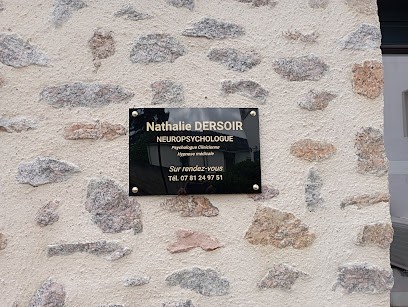 Nathalie DERSOIR
NEUROPSYCHOLOGUE
Psychologue Clinicienne
Hypnose médicale
Sur rendez-vous
Tél. 07 81 24 97 51